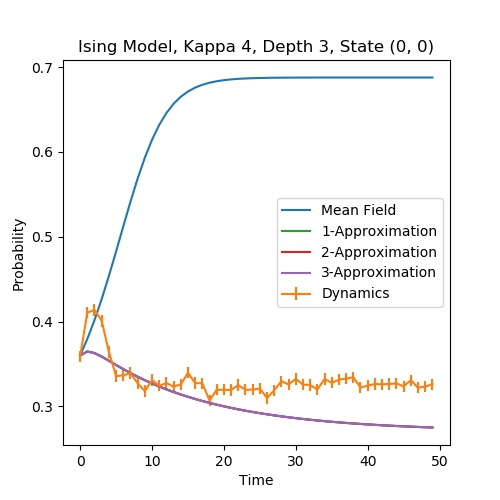 Ising Model, Kappa 4, Depth 3, State (0, 0)
0.7
0.6
0.5
0.4
0.3
Probability
Mean Field
1-Approximation
2-Approximation
3-Approximation
Dynamics
0 10 20 30 40 50
Time